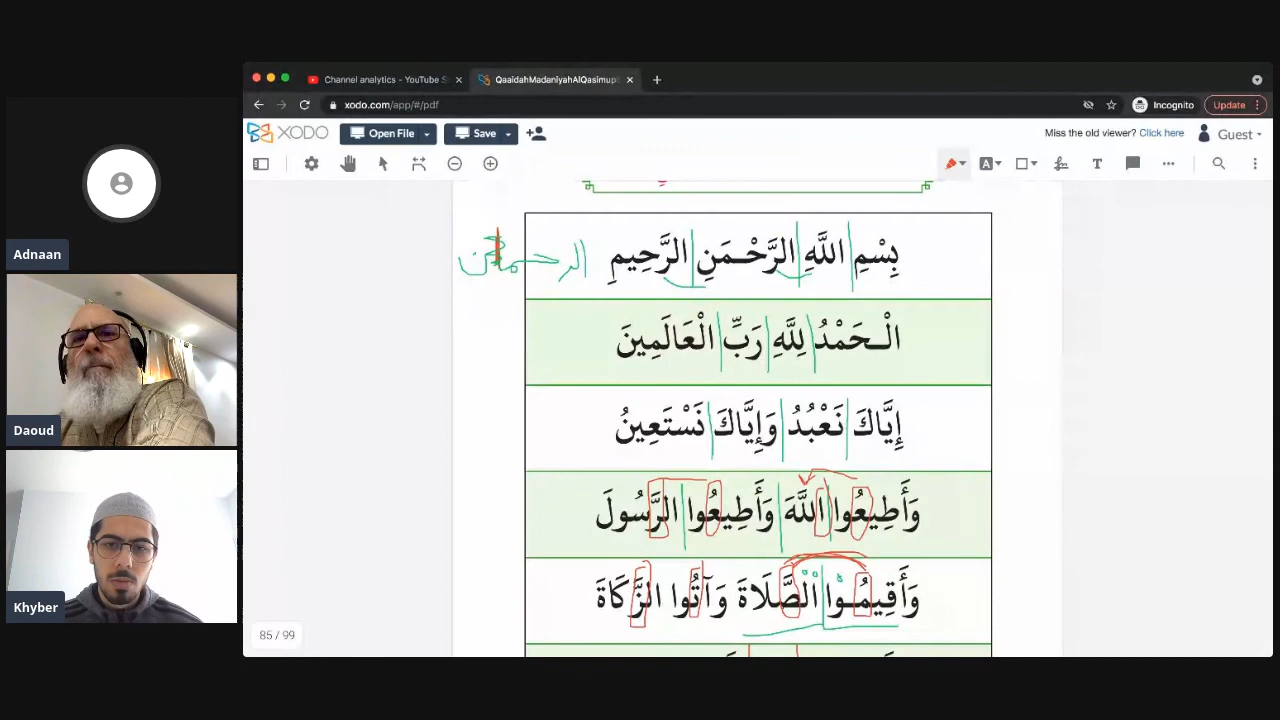 Channel analytics - YouTube S
QaaidahMadaniyahAlQasimup
xodo.com/app/#/pdf
Incognito
Update
XODO
Open File
Save
Miss the old viewer? Click here
Guest
A
T
Adnaan
Daoud
Khyber
بِسْمِ اللَّهِ الرَّحْـمَنِ الرَّحِيمِ
الْـحَمْدُ لِلَّهِ رَبِّ الْعَالَمِينَ
إِيَّاكَ نَعْبُدُ وَإِيَّاكَ نَسْتَعِينُ
وَأَطِيعُوا اللَّهَ وَأَطِيعُوا الرَّسُولَ
وَأَقِيمُـوْا الْصَّلَاةَ وَآتُوا الزَّكَاةَ
85 / 99